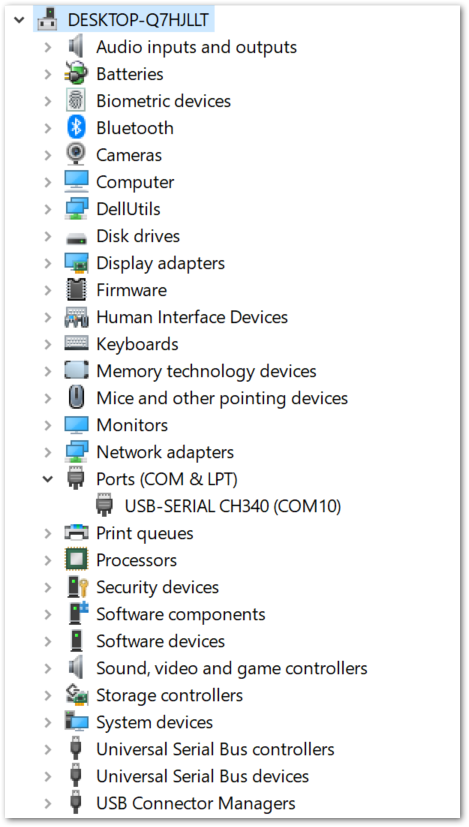 DESKTOP-Q7HJLLT
Audio inputs and outputs
Batteries
Biometric devices
Bluetooth
Cameras
Computer
DellUtils
Disk drives
Display adapters
Firmware
Human Interface Devices
Keyboards
Memory technology devices
Mice and other pointing devices
Monitors
Network adapters
Ports (COM & LPT)
USB-SERIAL CH340 (COM10)
Print queues
Processors
Security devices
Software components
Software devices
Sound, video and game controllers
Storage controllers
System devices
Universal Serial Bus controllers
Universal Serial Bus devices
USB Connector Managers